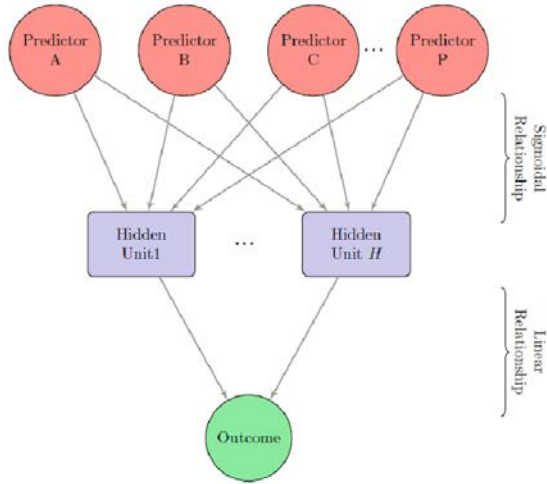 Predictor
A
Predictor
B
Predictor
C
...
Predictor
P
Sigmoidal
Relationship
Hidden
Unit1
...
Hidden
Unit H
Linear
Relationship
Outcome